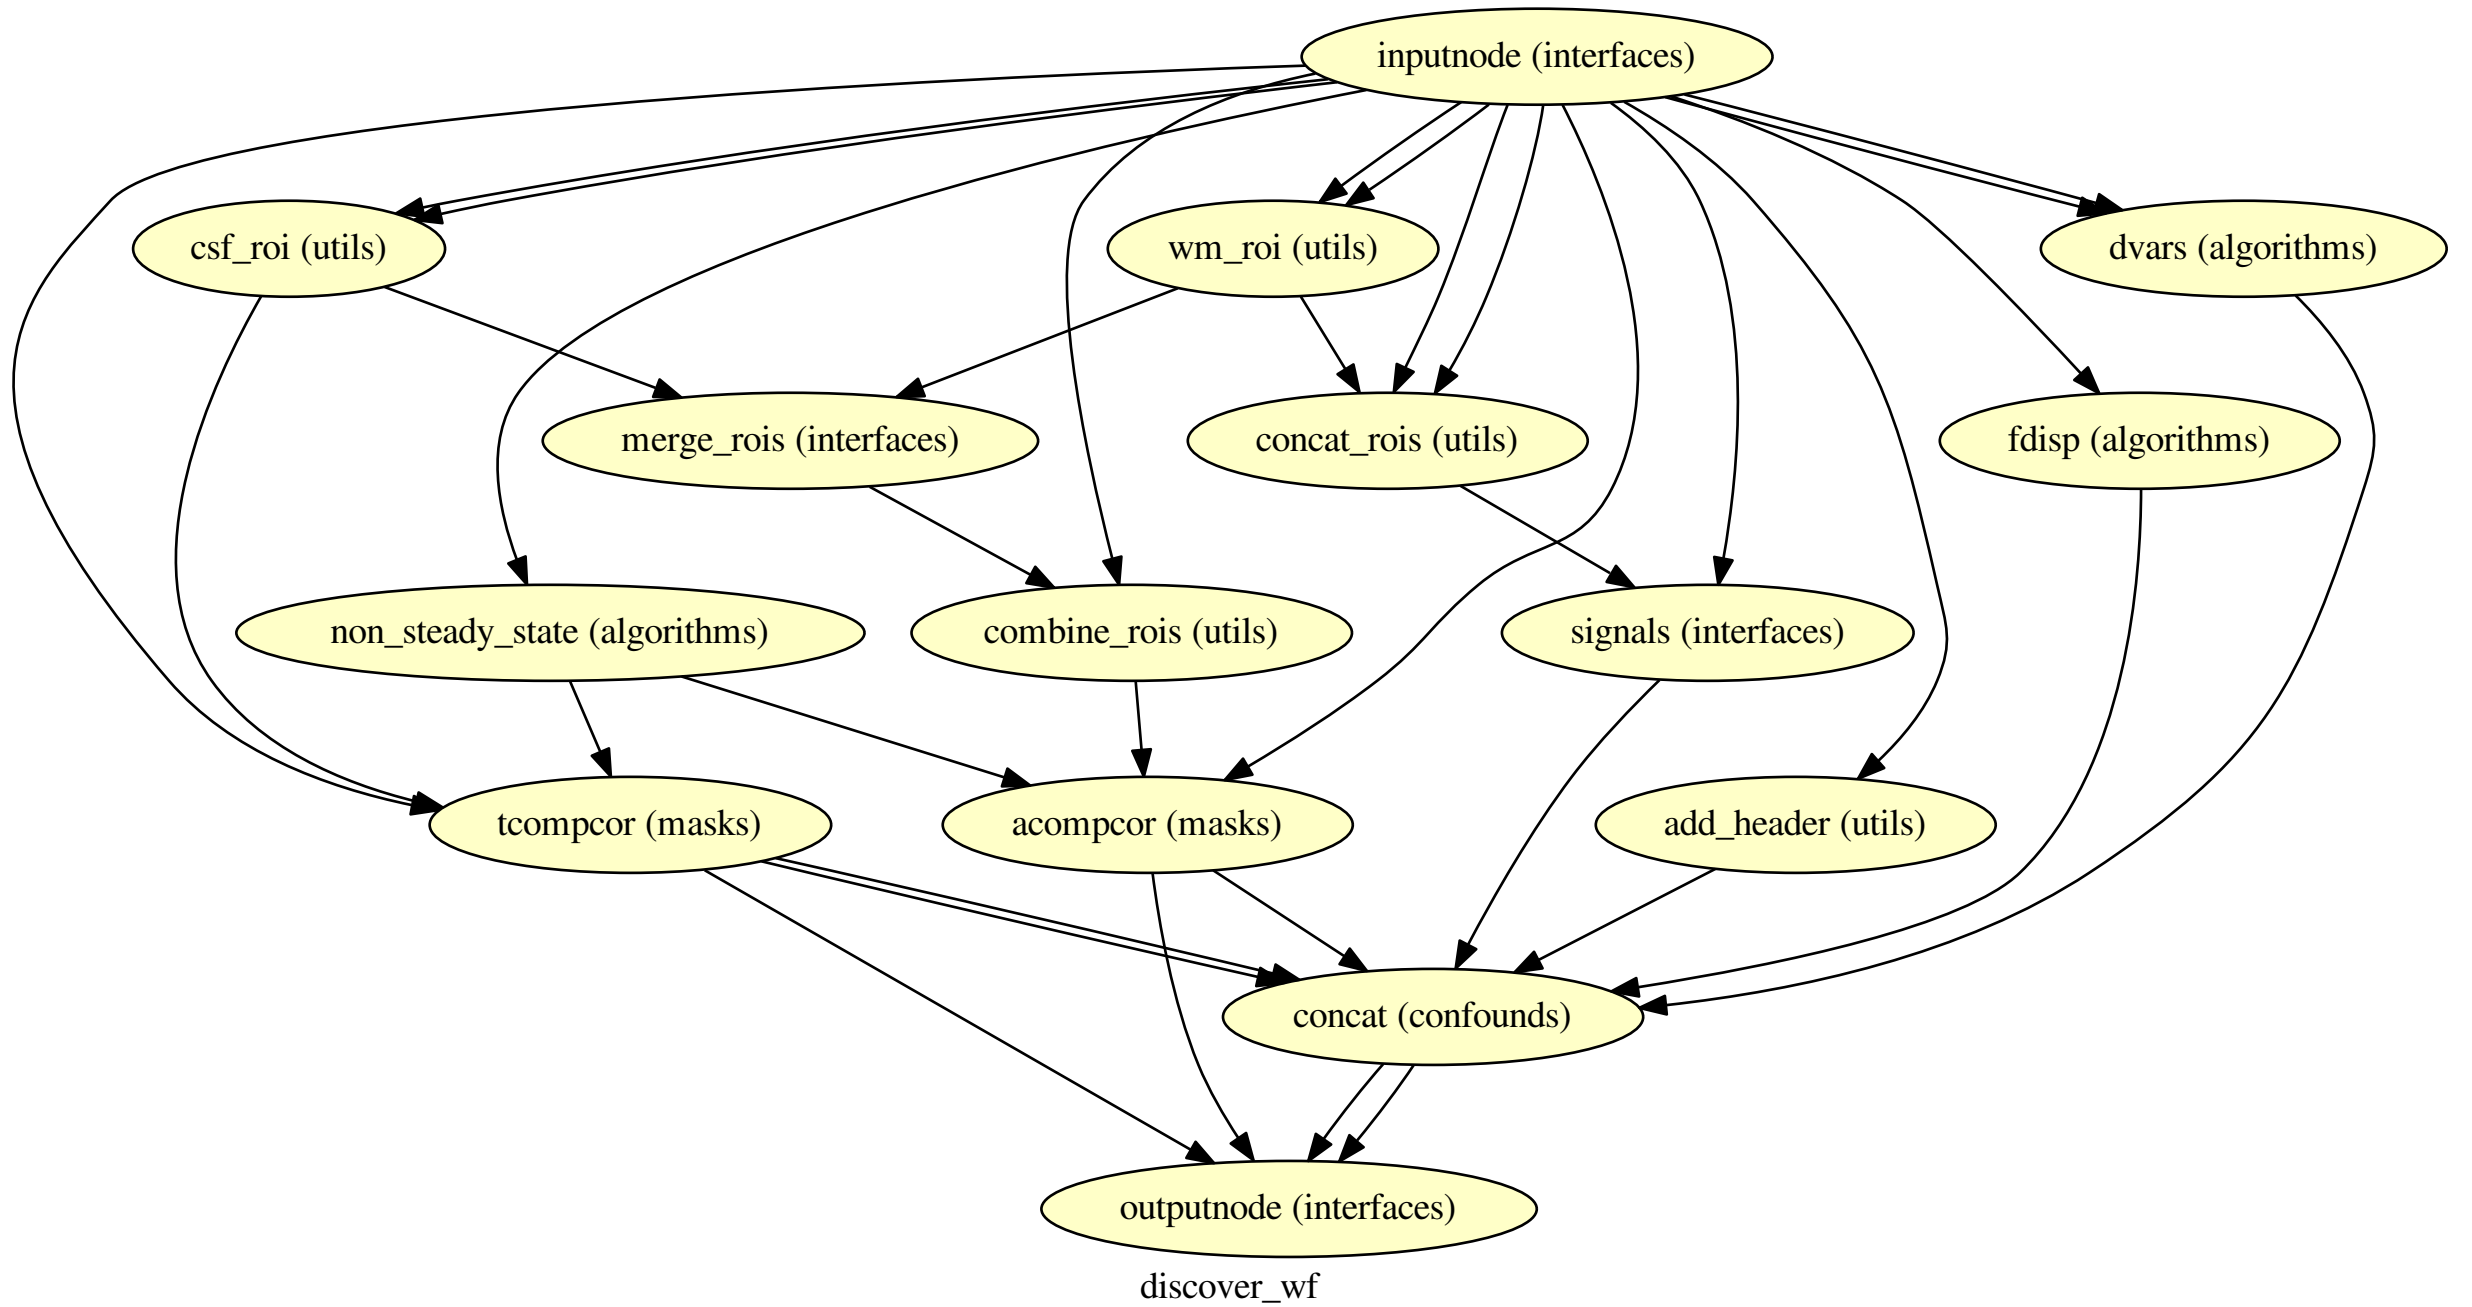 inputnode (interfaces)
csf_roi (utils)
wm_roi (utils)
dvars (algorithms)
merge_rois (interfaces)
concat_rois (utils)
fdisp (algorithms)
non_steady_state (algorithms)
combine_rois (utils)
signals (interfaces)
tcompcor (masks)
acompcor (masks)
add_header (utils)
concat (confounds)
outputnode (interfaces)
discover_wf